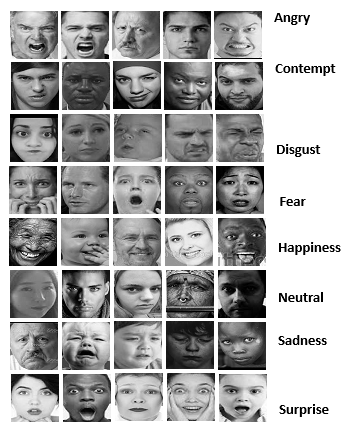 Angry
Contempt
Disgust
Fear
Happiness
Neutral
Sadness
Surprise